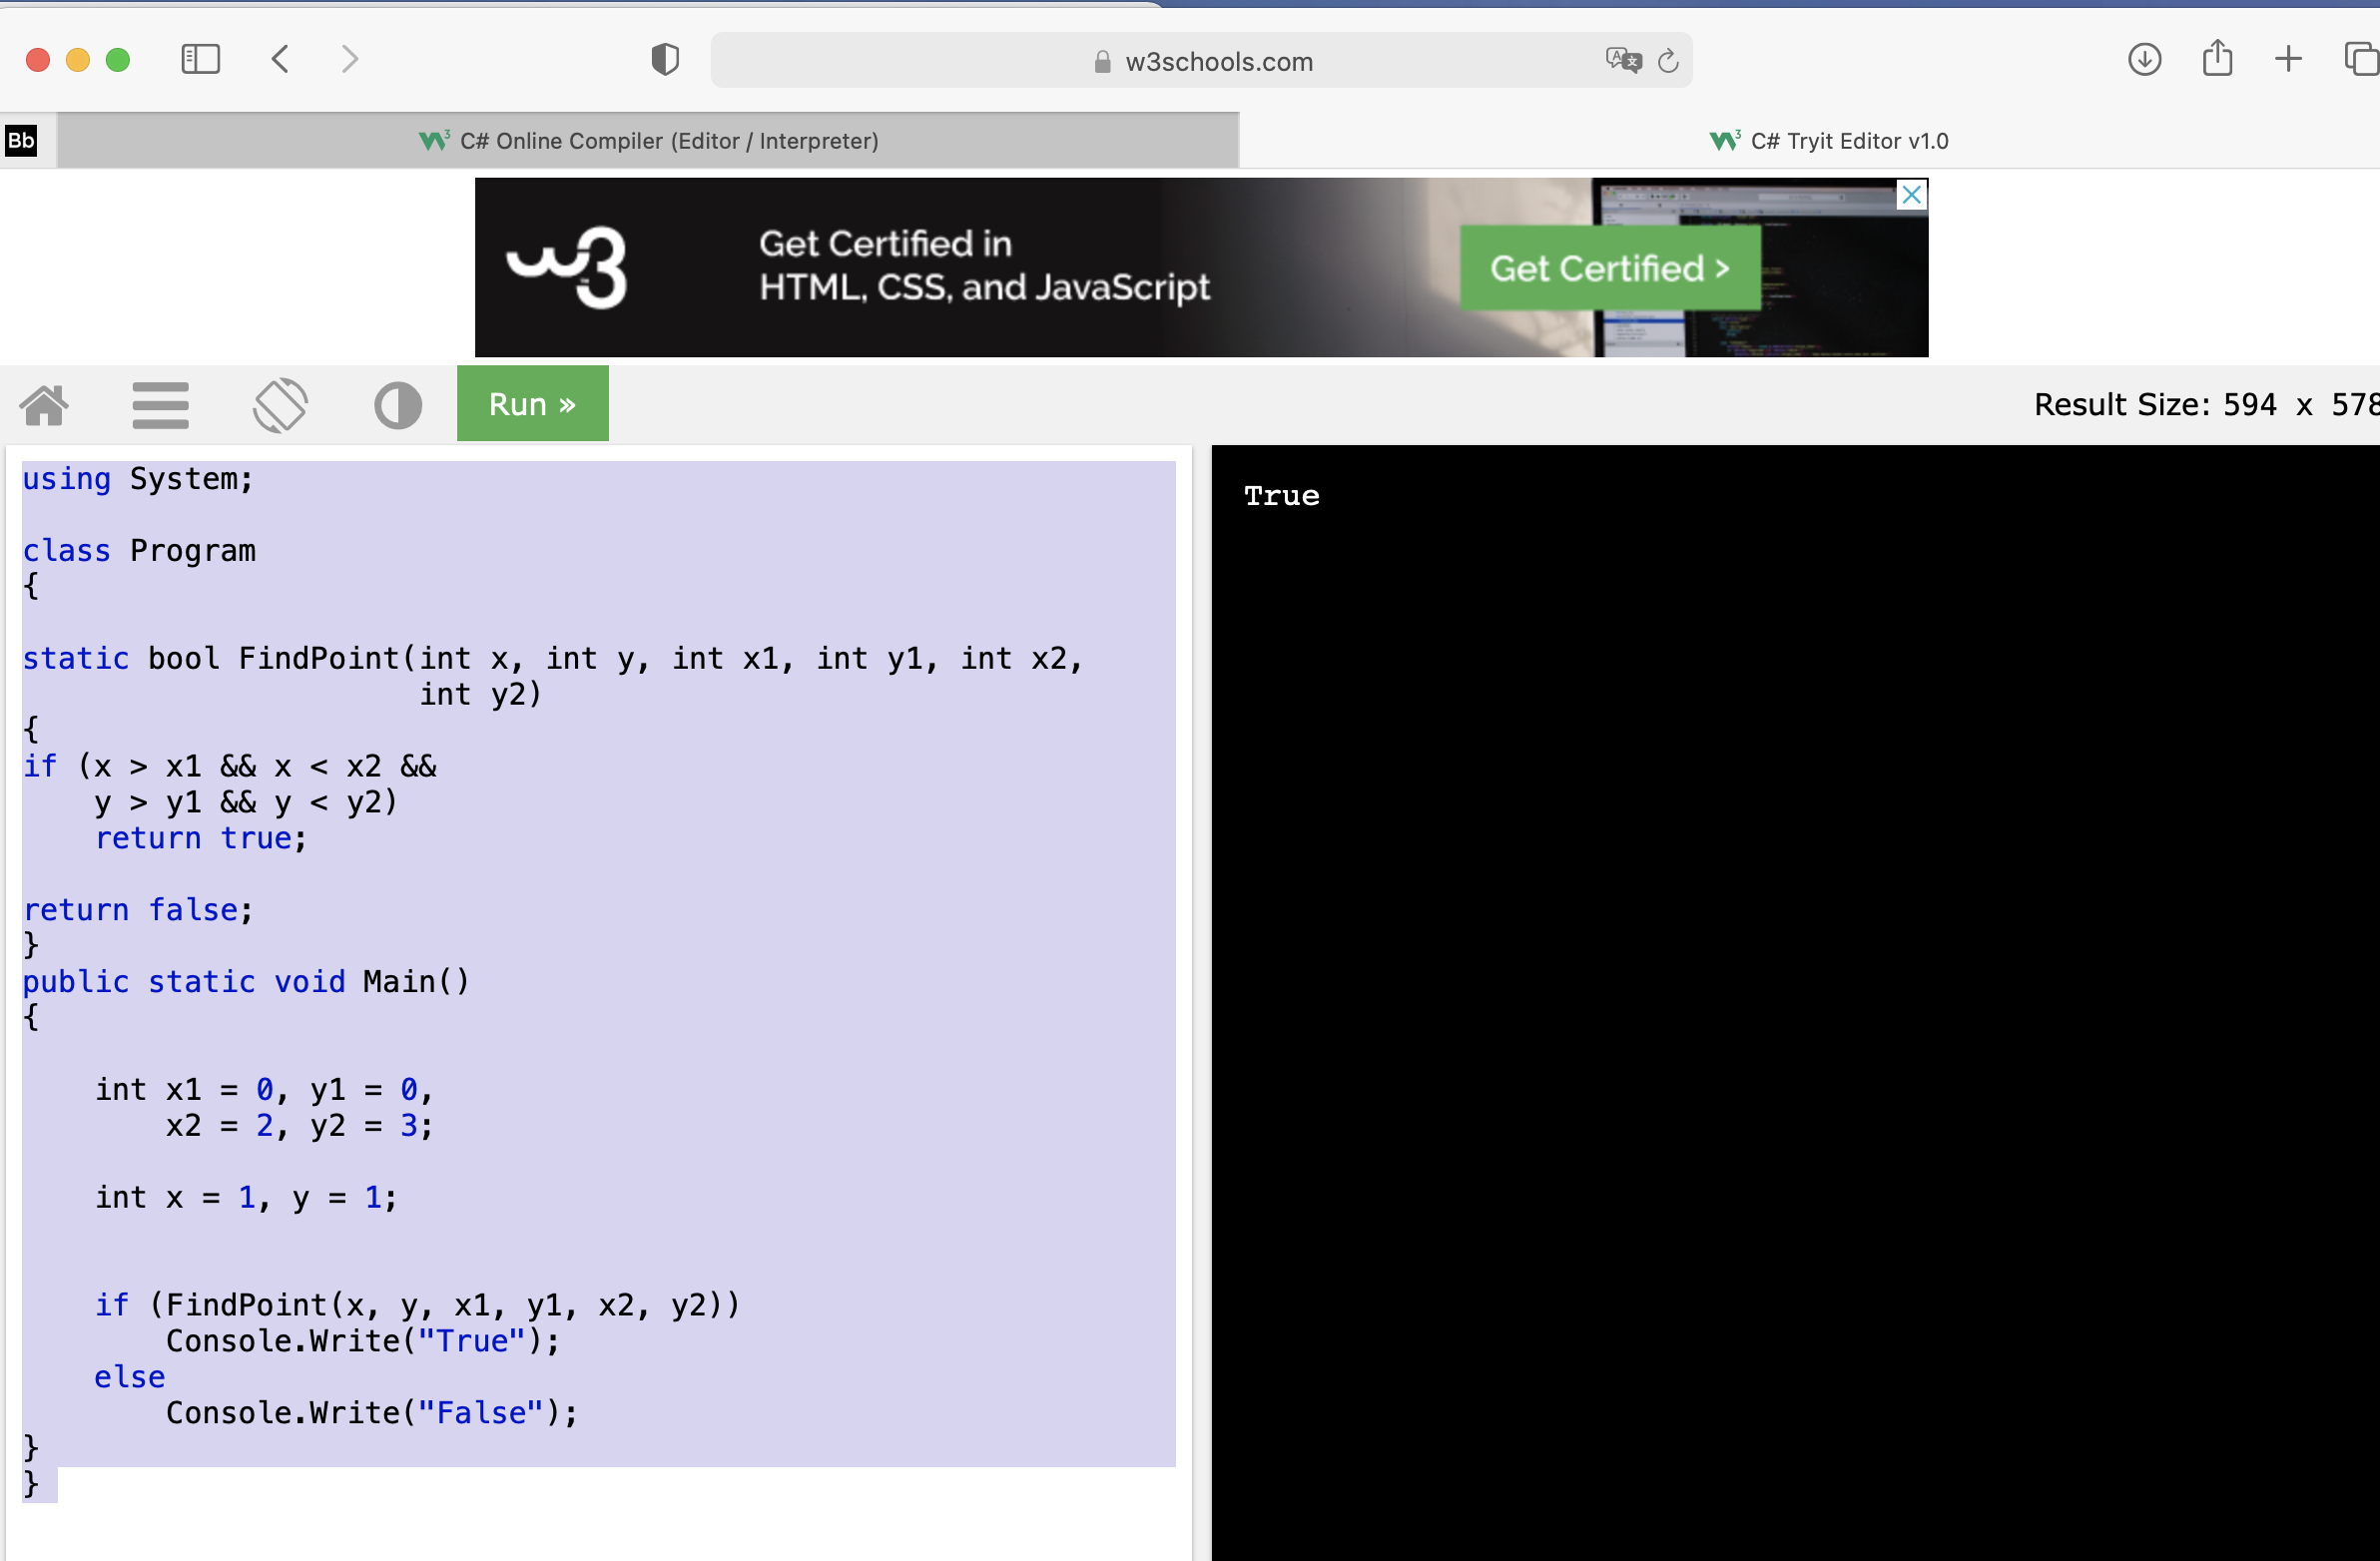 w3schools.com
Bb
C# Online Compiler (Editor / Interpreter)
C# Tryit Editor v1.0
w3
Get Certified in
HTML, CSS, and JavaScript
Get Certified >
Run »
Result Size: 594 x 578
using System;
class Program
{
static bool FindPoint(int x, int y, int x1, int y1, int x2,
int y2)
{
if (x > x1 && x < x2 &&
y > y1 && y < y2)
return true;
return false;
}
public static void Main()
{
int x1 = 0, y1 = 0,
x2 = 2, y2 = 3;
int x = 1, y = 1;
if (FindPoint(x, y, x1, y1, x2, y2))
Console.Write("True");
else
Console.Write("False");
}
}
True